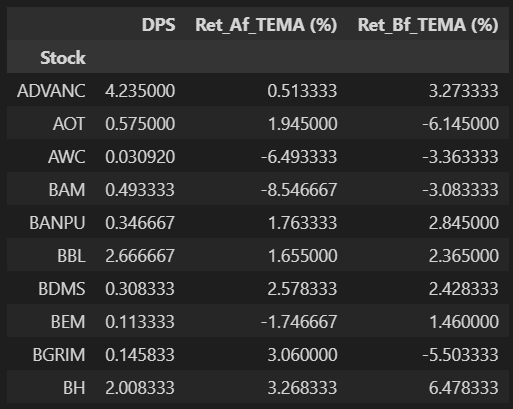 DPS Ret_Af_TEMA (%) Ret_Bf_TEMA (%)
Stock
ADVANC 4.235000 0.513333 3.273333
AOT 0.575000 1.945000 -6.145000
AWC 0.030920 -6.493333 -3.363333
BAM 0.493333 -8.546667 -3.083333
BANPU 0.346667 1.763333 2.845000
BBL 2.666667 1.655000 2.365000
BDMS 0.308333 2.578333 2.428333
BEM 0.113333 -1.746667 1.460000
BGRIM 0.145833 3.060000 -5.503333
BH 2.008333 3.268333 6.478333